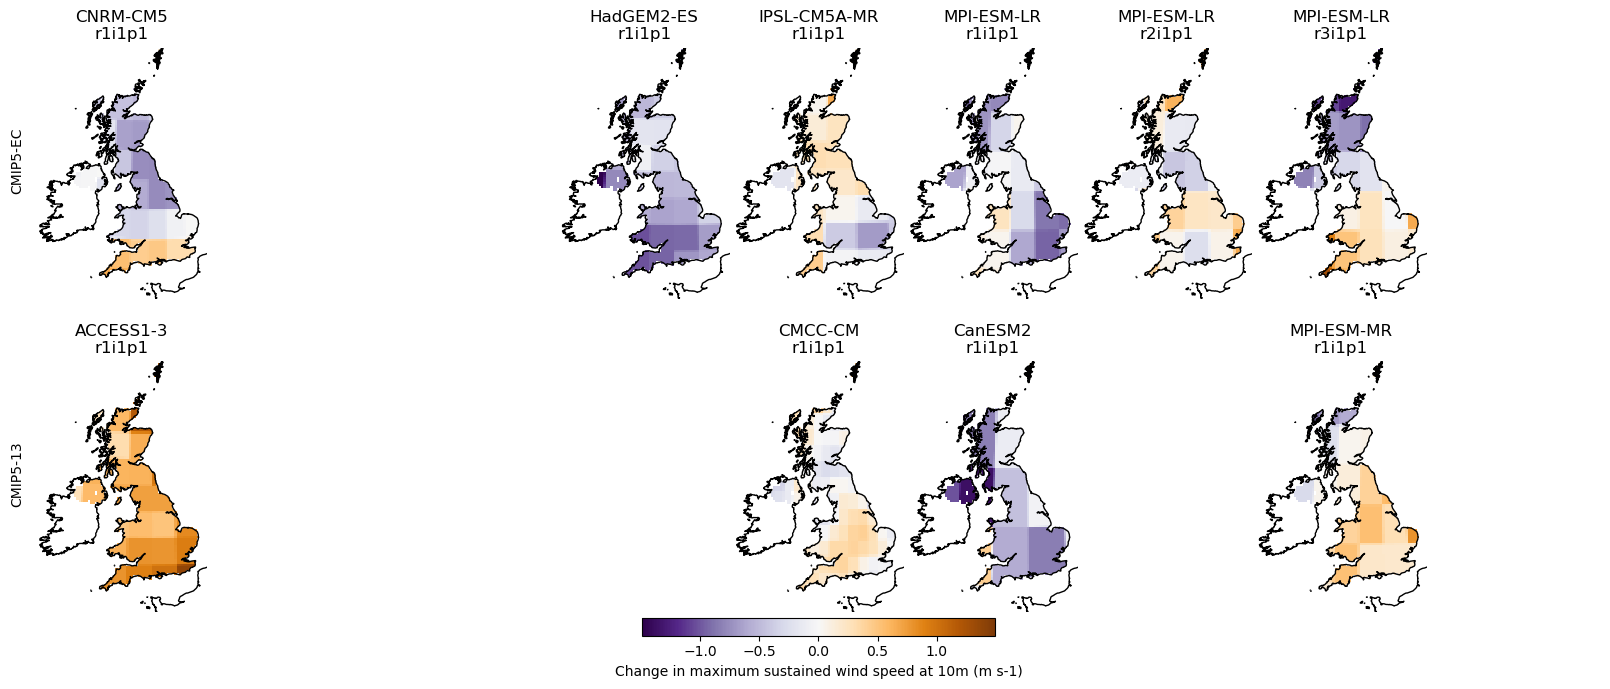 CNRM-CM5
r1i1p1
HadGEM2-ES
r1i1p1
IPSL-CM5A-MR
r1i1p1
MPI-ESM-LR
r1i1p1
MPI-ESM-LR
r2i1p1
MPI-ESM-LR
r3i1p1
CMIP5-EC
ACCESS1-3
r1i1p1
CMCC-CM
r1i1p1
CanESM2
r1i1p1
MPI-ESM-MR
r1i1p1
CMIP5-13
−1.0 −0.5 0.0 0.5 1.0
Change in maximum sustained wind speed at 10m (m s-1)